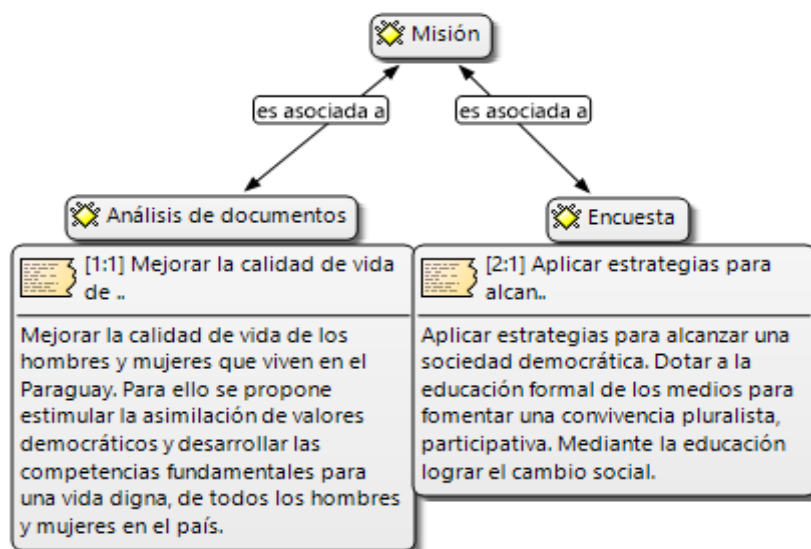 Misión
es asociada a
es asociada a
Análisis de documentos
[1:1] Mejorar la calidad de vida
de ..
Mejorar la calidad de vida de los
hombres y mujeres que viven en el
Paraguay. Para ello se propone
estimular la asimilación de valores
democráticos y desarrollar las
competencias fundamentales para
una vida digna, de todos los hombres
y mujeres en el país.
Encuesta
[2:1] Aplicar estrategias para
alcan..
Aplicar estrategias para alcanzar una
sociedad democrática. Dotar a la
educación formal de los medios para
fomentar una convivencia pluralista,
participativa. Mediante la educación
lograr el cambio social.